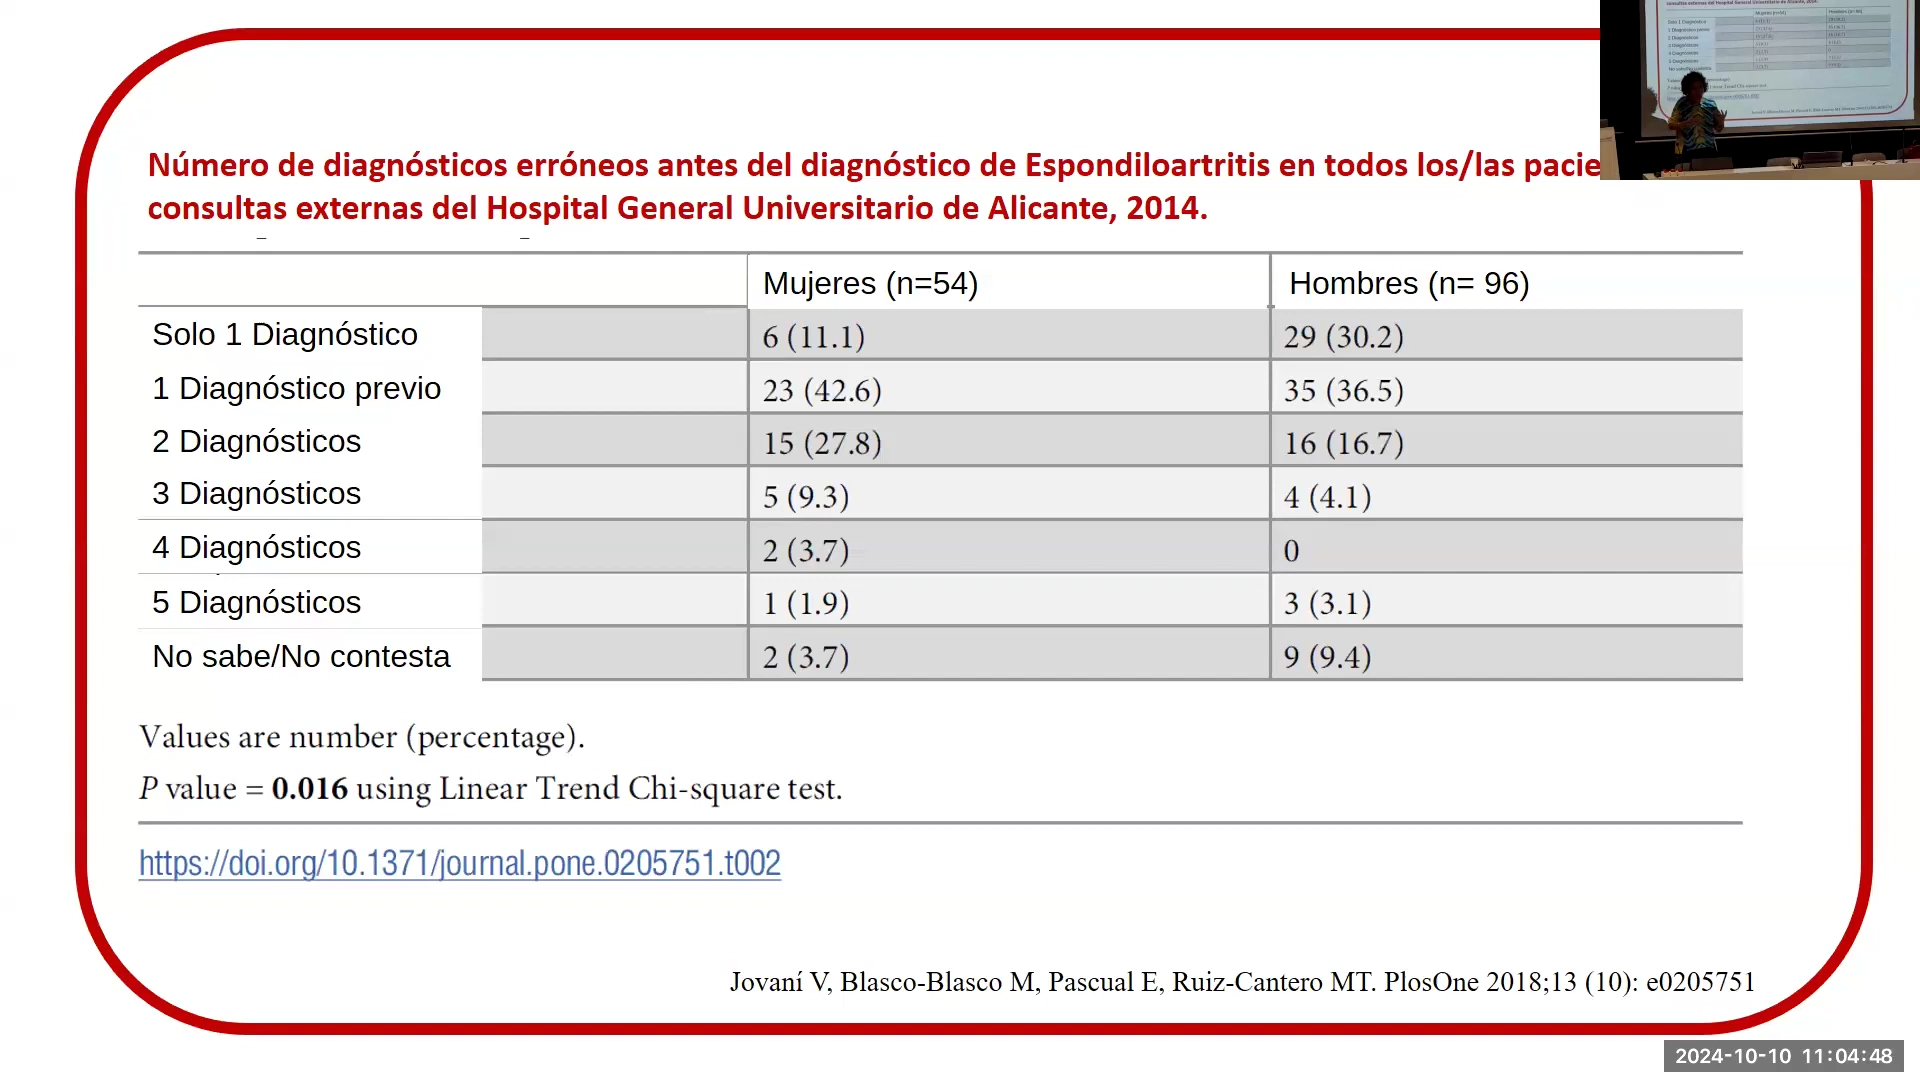 Número de diagnósticos erróneos antes del diagnóstico de Espondiloartritis en todos los/las
consultas externas del Hospital General Universitario de Alicante, 2014.
Mujeres (n=54) Hombres (n= 96)
Solo 1 Diagnóstico 6 (11.1) 29 (30.2)
1 Diagnóstico previo 23 (42.6) 35 (36.5)
2 Diagnósticos 15 (27.8) 16 (16.7)
3 Diagnósticos 5 (9.3) 4 (4.1)
4 Diagnósticos 2 (3.7) 0
5 Diagnósticos 1 (1.9) 3 (3.1)
No sabe/No contesta 2 (3.7) 9 (9.4)
Values are number (percentage).
P value = 0.016 using Linear Trend Chi-square test.
https://doi.org/10.1371/journal.pone.0205751.t002
Jovaní V, Blasco-Blasco M, Pascual E, Ruiz-Cantero MT. PlosOne 2018;13 (10): e0205751
2024-10-10 11:04:48